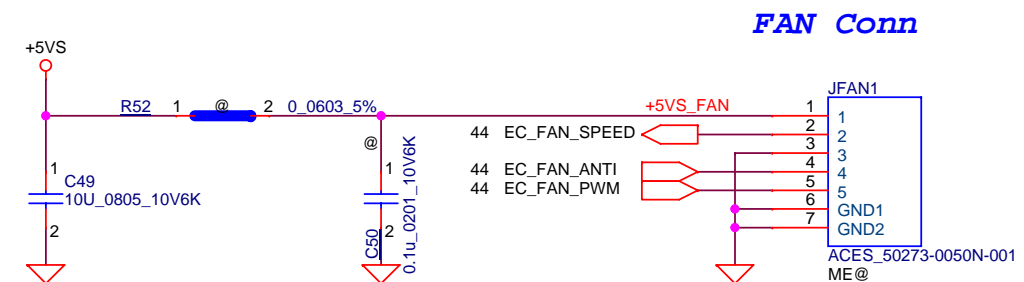 FAN Conn
+5VS
R52 1 @ 2 0_0603_5%
+5VS_FAN
JFAN1
1 1
44 EC_FAN_SPEED 2 2
3 3
44 EC_FAN_ANTI 4 4
44 EC_FAN_PWM 5 5
6 GND1
7 GND2
ACES_50273-0050N-001
ME@
1
C49
10U_0805_10V6K
2
@
1
2
C50
0.1u_0201_10V6K